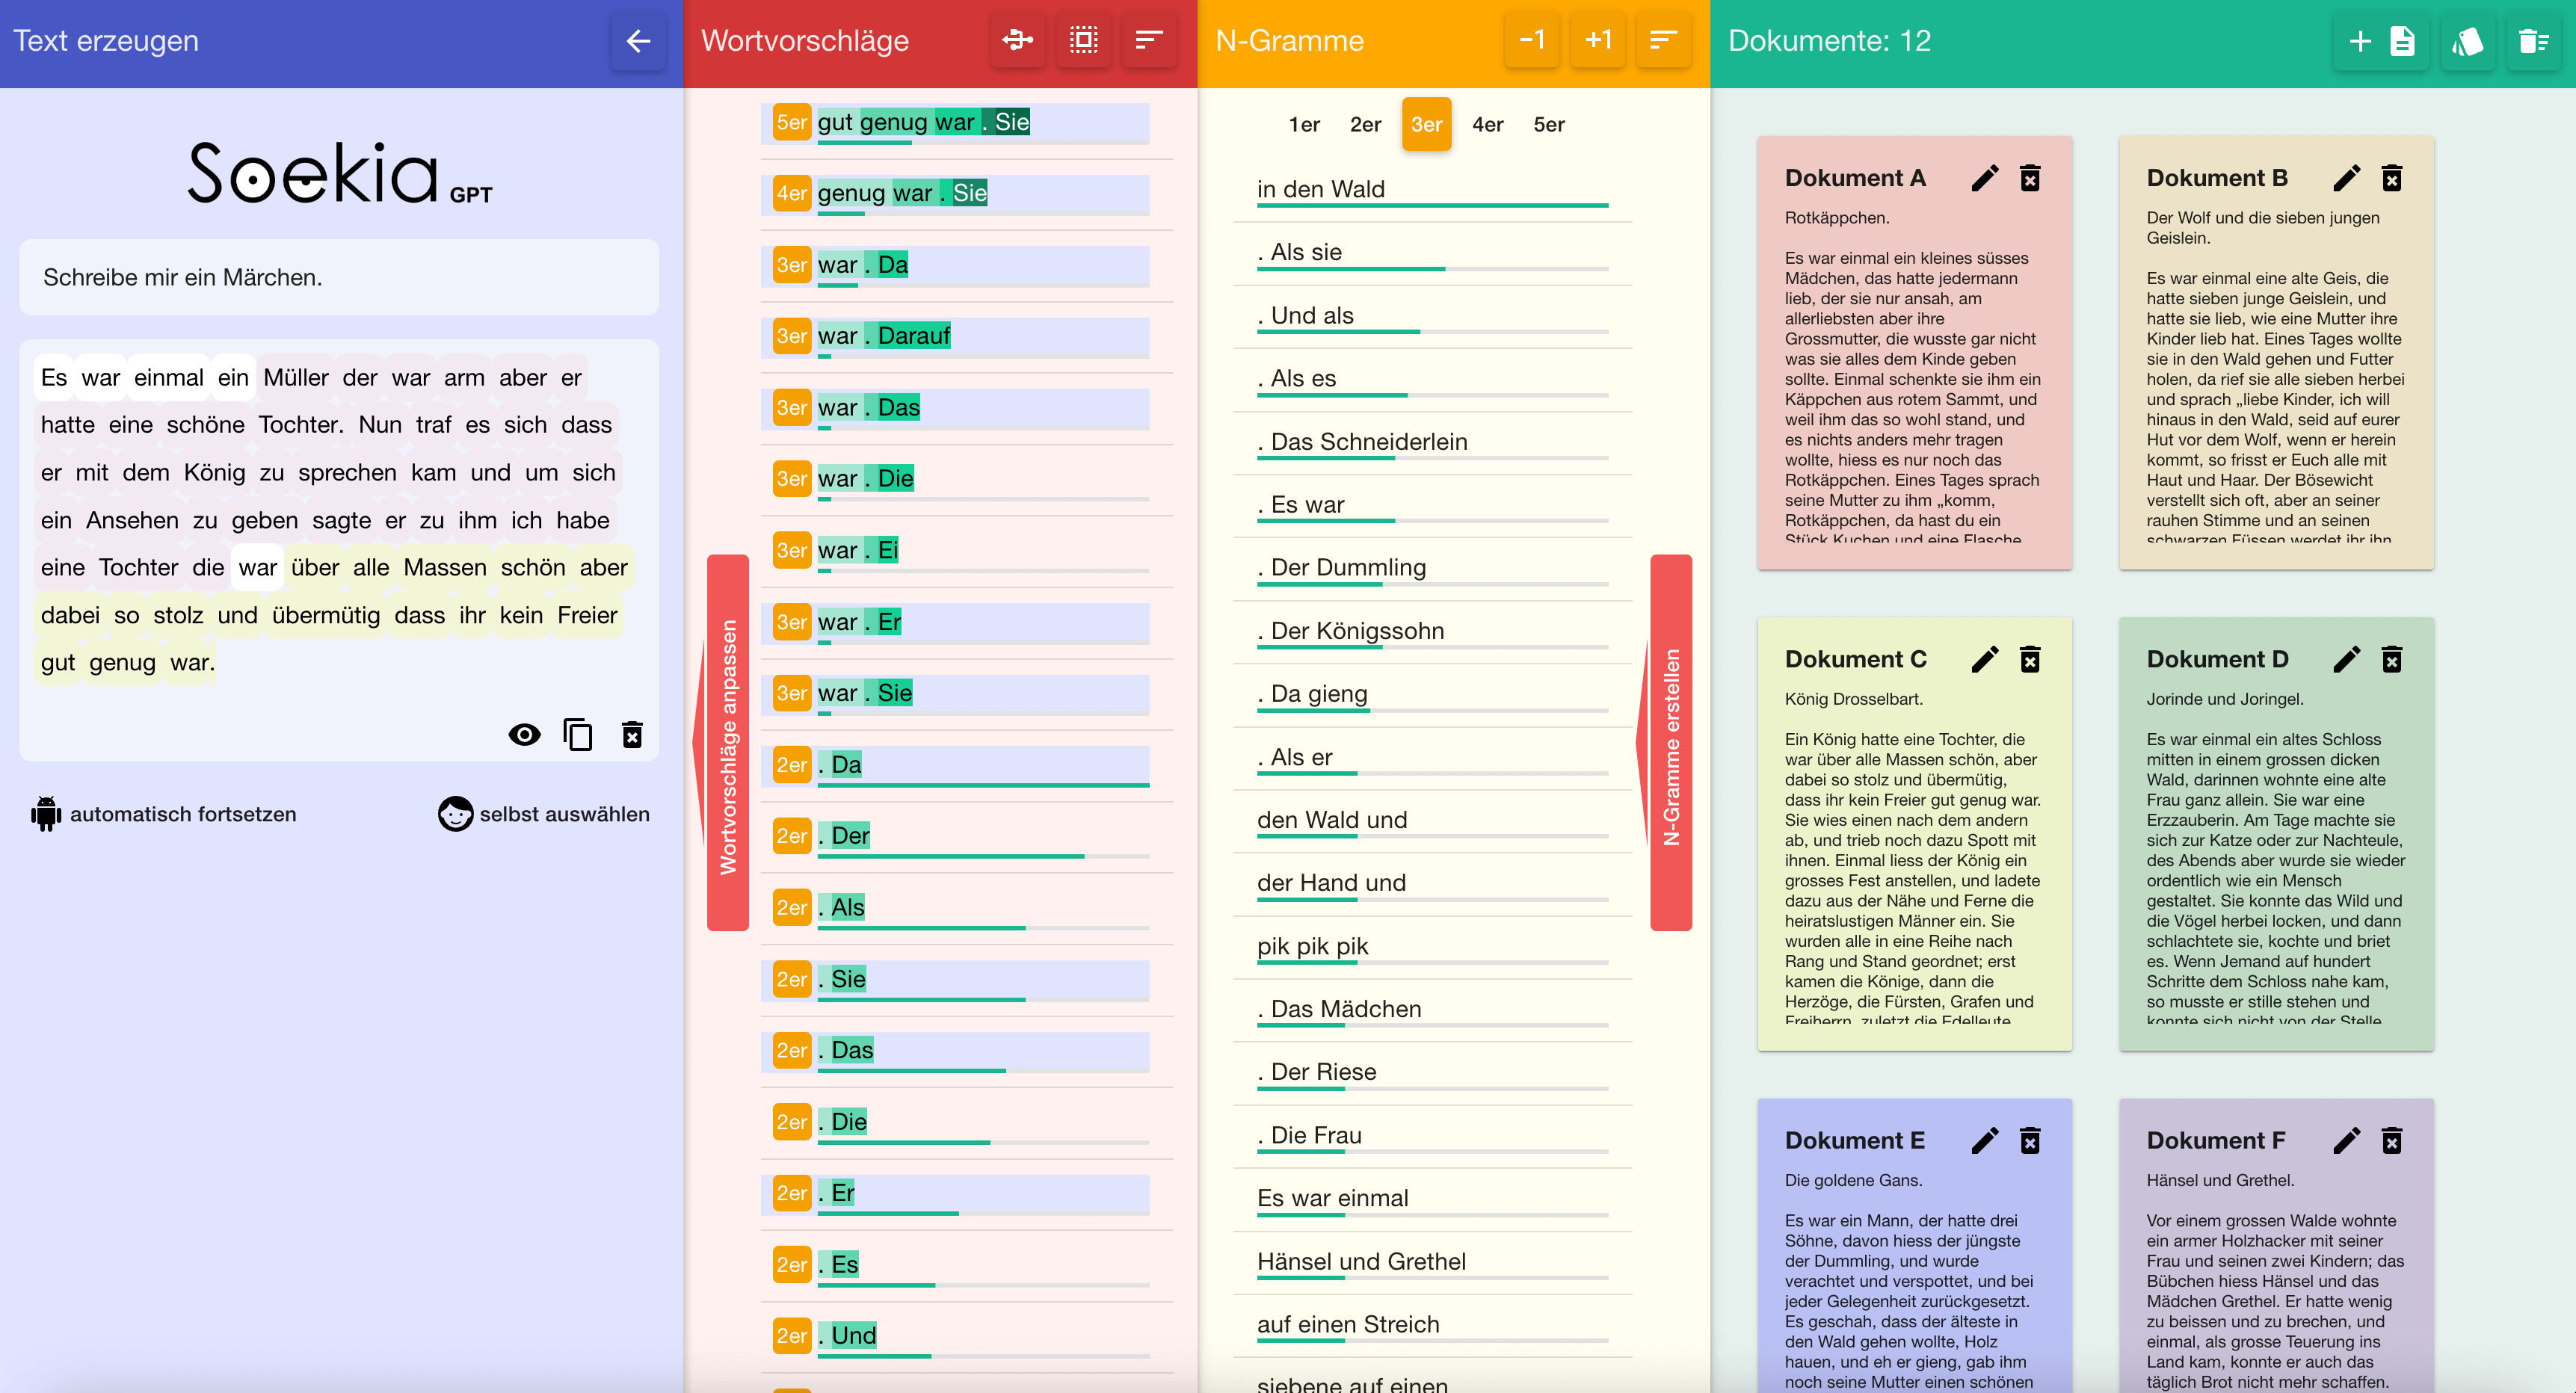 Text erzeugen
Soekia GPT
Schreibe mir ein Märchen.
Es war einmal ein Müller der war arm aber er
hatte eine schöne Tochter. Nun traf es sich dass
er mit dem König zu sprechen kam und um sich
ein Ansehen zu geben sagte er zu ihm ich habe
eine Tochter die war über alle Massen schön aber
dabei so stolz und übermütig dass ihr kein Freier
gut genug war.
automatisch fortsetzen
selbst auswählen
Wortvorschläge
5er gut genug war . Sie
4er genug war . Sie
3er war . Da
3er war . Darauf
3er war . Das
3er war . Die
3er war . Ei
3er war . Er
3er war . Sie
2er . Da
2er . Der
2er . Als
2er . Sie
2er . Das
2er . Die
2er . Er
2er . Es
2er . Und
Wortvorschläge anpassen
N-Gramme
−1
+1
1er 2er 3er 4er 5er
in den Wald
. Als sie
. Und als
. Als es
. Das Schneiderlein
. Es war
. Der Dummling
. Der Königssohn
. Da gieng
. Als er
den Wald und
der Hand und
pik pik pik
. Das Mädchen
. Der Riese
. Die Frau
Es war einmal
Hänsel und Grethel
auf einen Streich
siebene auf einen
N-Gramme erstellen
Dokumente: 12
Dokument A
Rotkäppchen.
Es war einmal ein kleines süsses
Mädchen, das hatte jedermann
lieb, der sie nur ansah, am
allerliebsten aber ihre
Grossmutter, die wusste gar nicht
was sie alles dem Kinde geben
sollte. Einmal schenkte sie ihm ein
Käppchen aus rotem Sammt, und
weil ihm das so wohl stand, und
es nichts anders mehr tragen
wollte, hiess es nur noch das
Rotkäppchen. Eines Tages sprach
seine Mutter zu ihm „komm,
Rotkäppchen, da hast du ein
Stück Kuchen und eine Flasche
Dokument B
Der Wolf und die sieben jungen
Geislein.
Es war einmal eine alte Geis, die
hatte sieben junge Geislein, und
hatte sie lieb, wie eine Mutter ihre
Kinder lieb hat. Eines Tages wollte
sie in den Wald gehen und Futter
holen, da rief sie alle sieben herbei
und sprach „liebe Kinder, ich will
hinaus in den Wald, seid auf eurer
Hut vor dem Wolf, wenn er herein
kommt, so frisst er Euch alle mit
Haut und Haar. Der Bösewicht
verstellt sich oft, aber an seiner
rauhen Stimme und an seinen
schwarzen Füssen werdet ihr ihn
Dokument C
König Drosselbart.
Ein König hatte eine Tochter, die
war über alle Massen schön, aber
dabei so stolz und übermütig,
dass ihr kein Freier gut genug war.
Sie wies einen nach dem andern
ab, und trieb noch dazu Spott mit
ihnen. Einmal liess der König ein
grosses Fest anstellen, und ladete
dazu aus der Nähe und Ferne die
heiratslustigen Männer ein. Sie
wurden alle in eine Reihe nach
Rang und Stand geordnet; erst
kamen die Könige, dann die
Herzöge, die Fürsten, Grafen und
Freiherrn, zuletzt die Edelleute
Dokument D
Jorinde und Joringel.
Es war einmal ein altes Schloss
mitten in einem grossen dicken
Wald, darinnen wohnte eine alte
Frau ganz allein. Sie war eine
Erzzauberin. Am Tage machte sie
sich zur Katze oder zur Nachteule,
des Abends aber wurde sie wieder
ordentlich wie ein Mensch
gestaltet. Sie konnte das Wild und
die Vögel herbei locken, und dann
schlachtete sie, kochte und briet
es. Wenn Jemand auf hundert
Schritte dem Schloss nahe kam,
so musste er stille stehen und
konnte sich nicht von der Stelle
Dokument E
Die goldene Gans.
Es war ein Mann, der hatte drei
Söhne, davon hiess der jüngste
der Dummling, und wurde
verachtet und verspottet, und bei
jeder Gelegenheit zurückgesetzt.
Es geschah, dass der älteste in
den Wald gehen wollte, Holz
hauen, und eh er gieng, gab ihm
noch seine Mutter einen schönen
Dokument F
Hänsel und Grethel.
Vor einem grossen Walde wohnte
ein armer Holzhacker mit seiner
Frau und seinen zwei Kindern; das
Bübchen hiess Hänsel und das
Mädchen Grethel. Er hatte wenig
zu beissen und zu brechen, und
einmal, als grosse Teuerung ins
Land kam, konnte er auch das
täglich Brot nicht mehr schaffen.